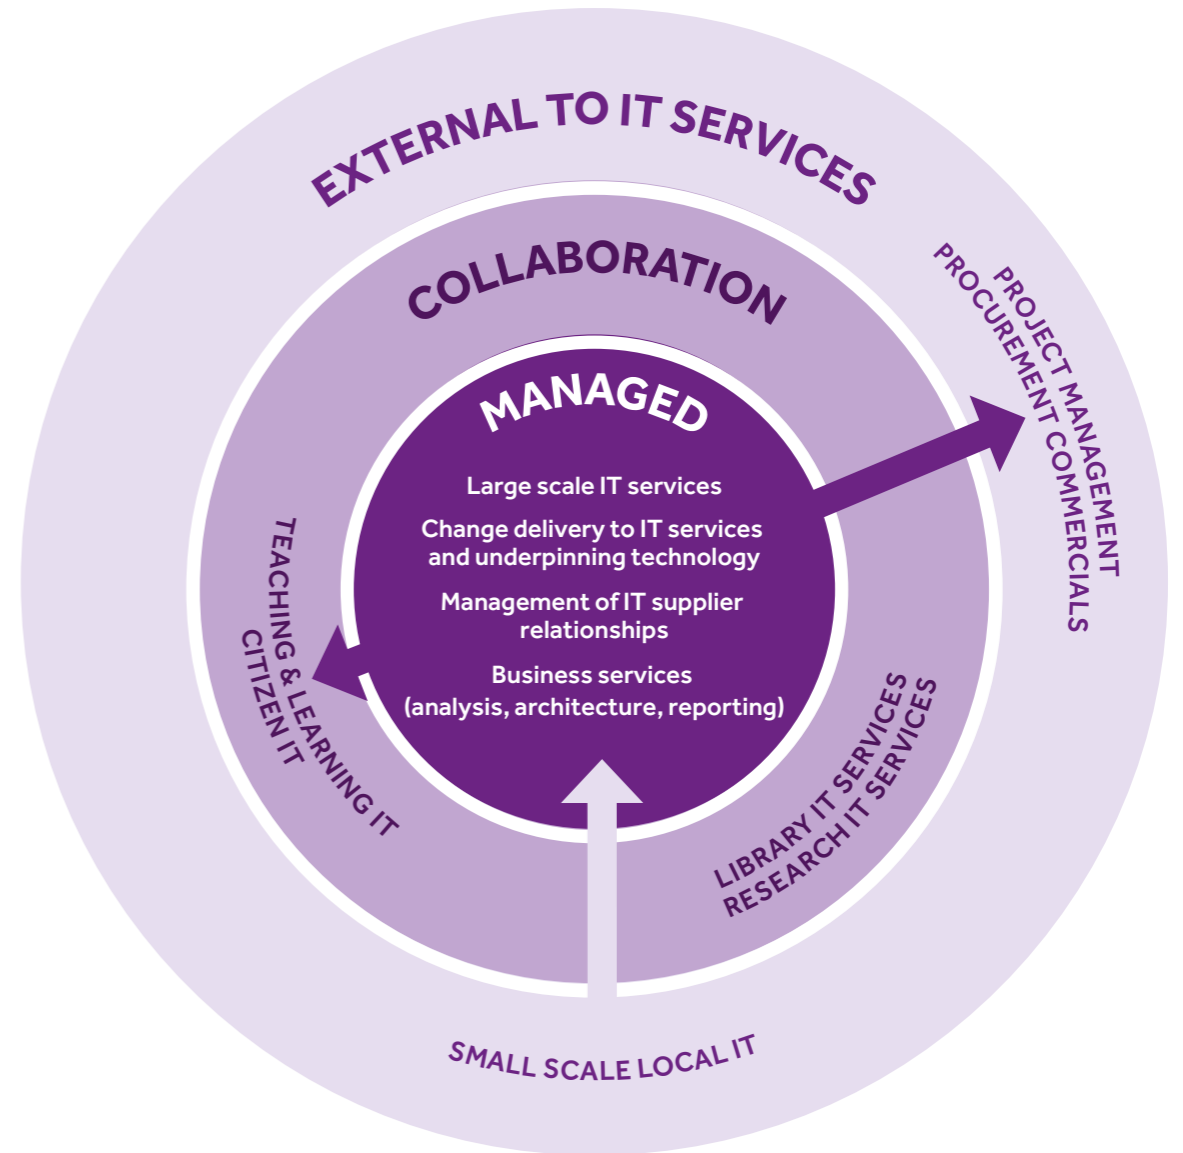 EXTERNAL TO IT SERVICES
COLLABORATION
MANAGED
Large scale IT services
Change delivery to IT services
and underpinning technology
Management of IT supplier
relationships
Business services
(analysis, architecture, reporting)
PROJECT MANAGEMENT
PROCUREMENT COMMERCIALS
TEACHING & LEARNING IT
CITIZEN IT
LIBRARY IT SERVICES
RESEARCH IT SERVICES
SMALL SCALE LOCAL IT